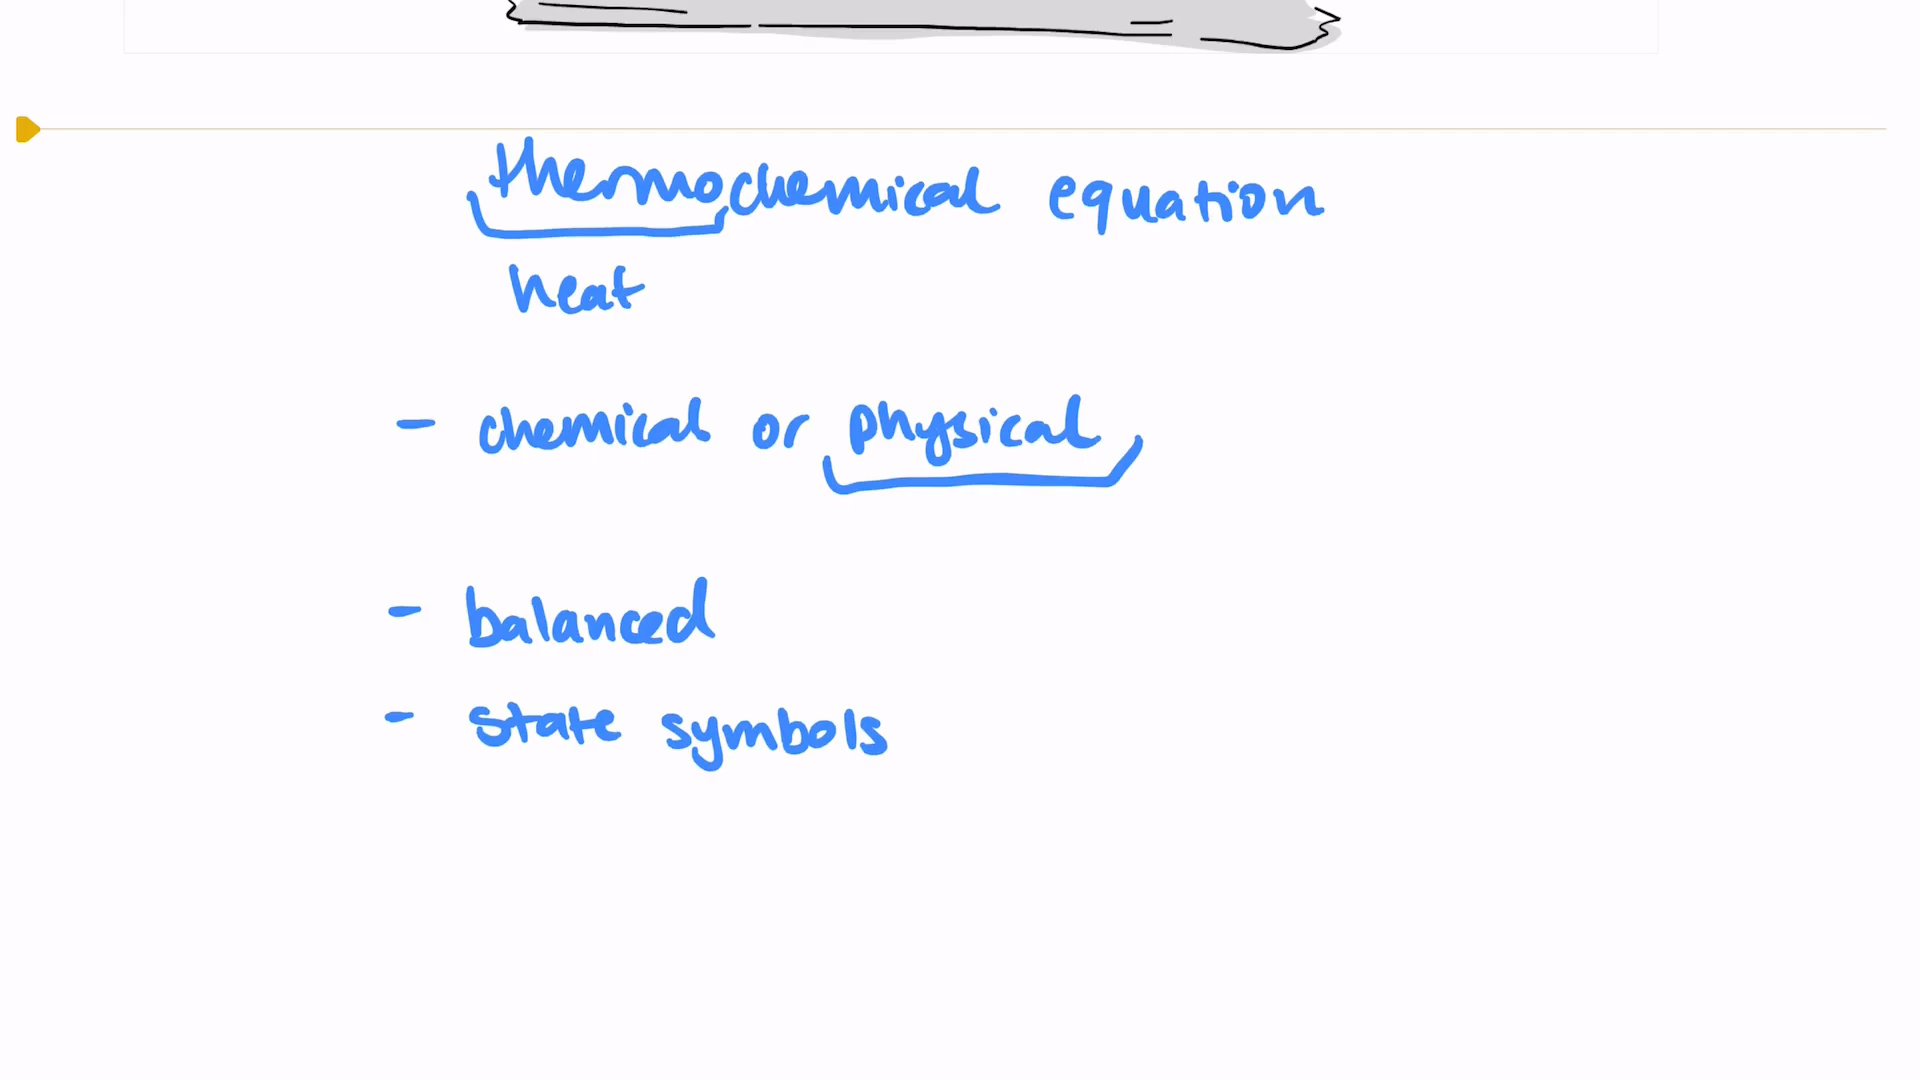 thermochemical equation
heat
- chemical or physical
- balanced
- state symbols